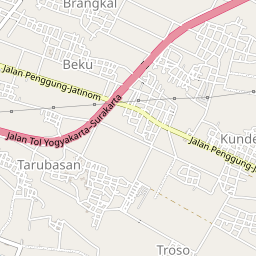 Brangkal
Beku
Jalan Penggung-Jatinom
Jalan Tol Yogyakarta-Surakarta
Kunde
Jalan Penggung-J
Tarubasan
Troso